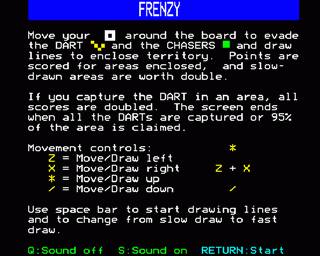 FRENZY
Move your around the board to evade
the DART and the CHASERS and draw
lines to enclose territory. Points are
scored for areas enclosed, and slow-
drawn areas are worth double.
If you capture the DART in an area, all
scores are doubled. The screen ends
when all the DARTs are captured or 95%
of the area is claimed.
Movement controls: *
Z = Move/Draw left
X = Move/Draw right Z + X
* = Move/Draw up
/ = Move/Draw down /
Use space bar to start drawing lines
and to change from slow draw to fast
draw.
Q:Sound off S:Sound on RETURN:Start